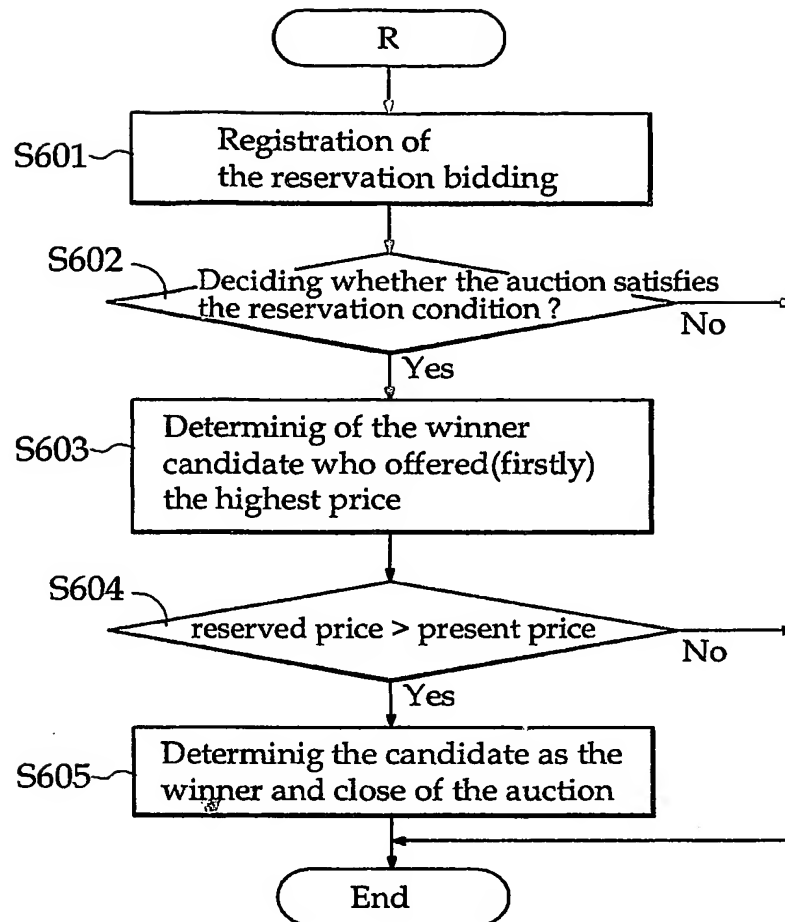 R
S601
Registration of
the reservation bidding
S602
Deciding whether the auction satisfies
the reservation condition ?
No
Yes
S603
Determinig of the winner
candidate who offered(firstly)
the highest price
S604
reserved price > present price
No
Yes
S605
Determinig the candidate as the
winner and close of the auction
End